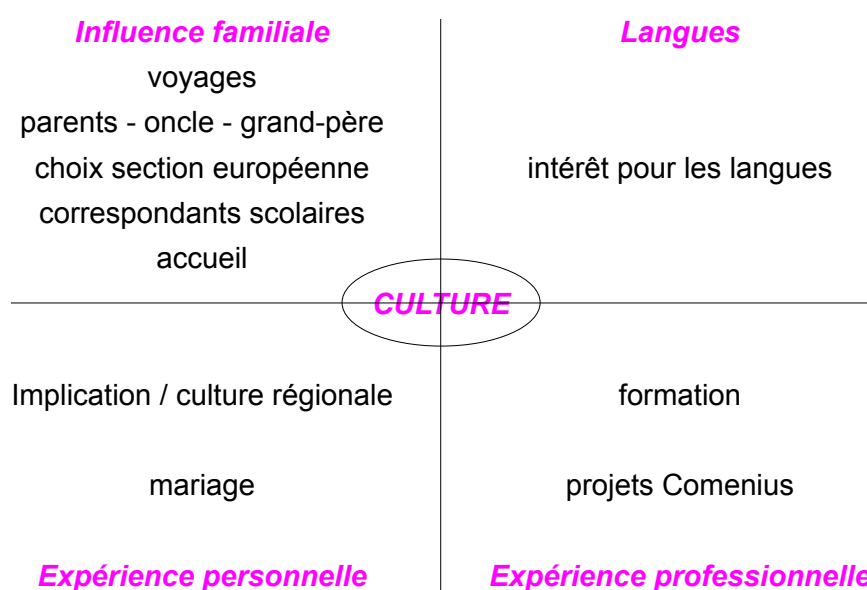 Influence familiale
voyages
parents - oncle - grand-père
choix section européenne
correspondants scolaires
accueil
Langues
intérêt pour les langues
CULTURE
Implication / culture régionale
mariage
Expérience personnelle
formation
projets Comenius
Expérience professionnelle